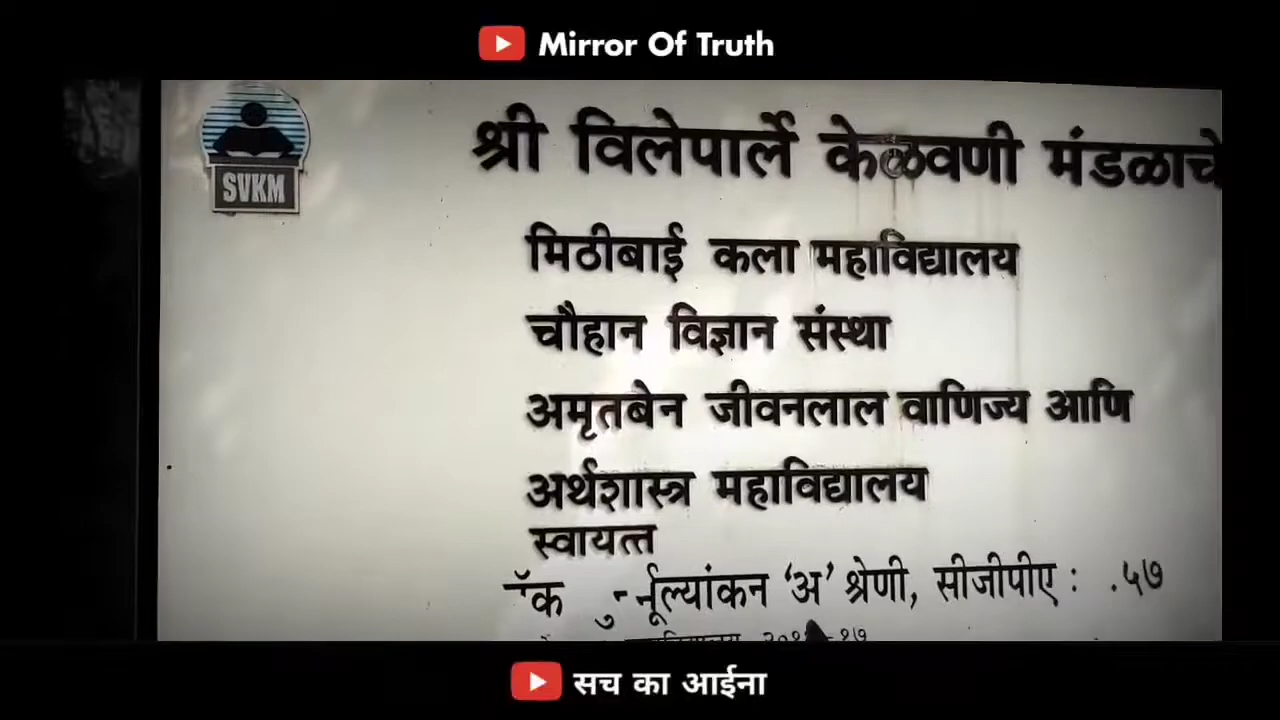 Mirror Of Truth
SVKM
श्री विलेपार्ले केळवणी मंडळाचे
मिठीबाई कला महाविद्यालय
चौहान विज्ञान संस्था
अमृतबेन जीवनलाल वाणिज्य आणि
अर्थशास्त्र महाविद्यालय
स्वायत्त
'अ' श्रेणी, सीजीपीए : .५७
सच का आईना